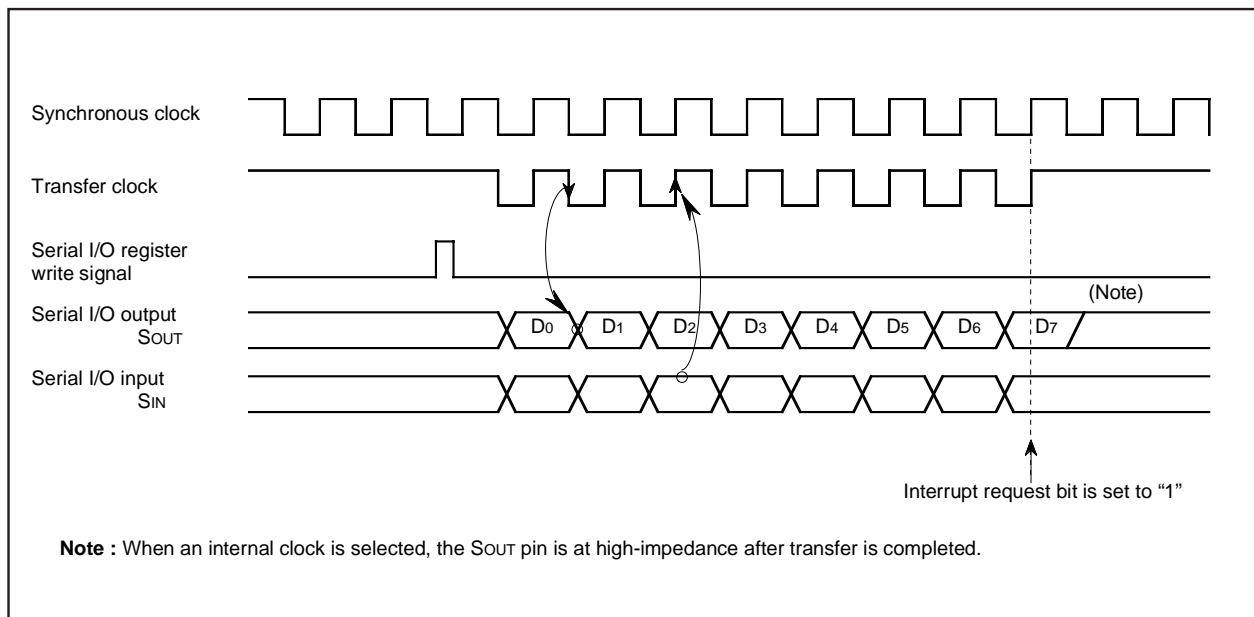 Synchronous clock
Transfer clock
Serial I/O register
write signal
(Note)
Serial I/O output
SOUT
D0 D1 D2 D3 D4 D5 D6 D7
Serial I/O input
SIN
Interrupt request bit is set to “1”
Note : When an internal clock is selected, the SOUT pin is at high-impedance after transfer is completed.